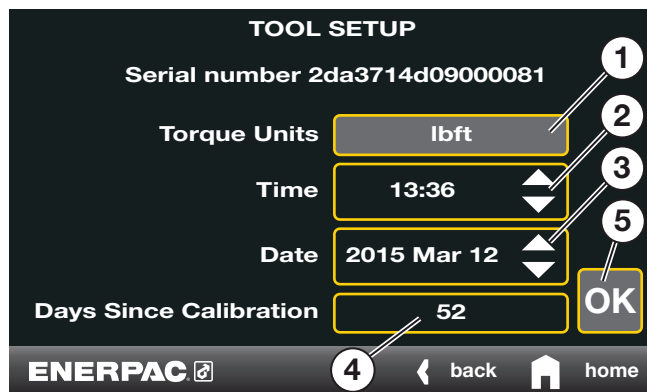 TOOL SETUP
Serial number 2da3714d09000081
1
Torque Units lbft
2
Time 13:36
3
Date 2015 Mar 12
5
Days Since Calibration 52
OK
ENERPAC
4
back
home